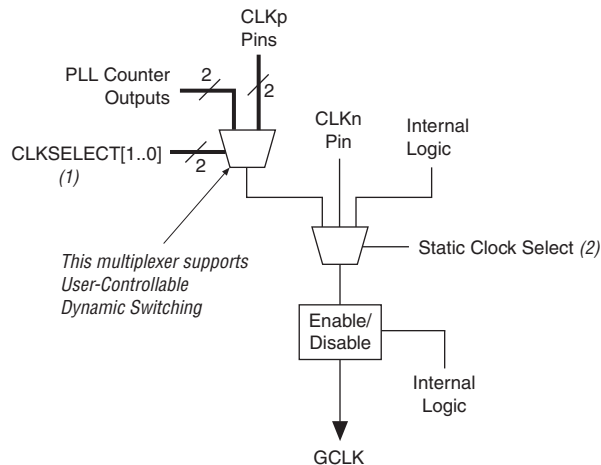 CLKp
Pins
PLL Counter
Outputs
2
2
CLKSELECT[1..0]
(1)
2
CLKn
Pin
Internal
Logic
This multiplexer supports
User-Controllable
Dynamic Switching
Static Clock Select (2)
Enable/
Disable
Internal
Logic
GCLK